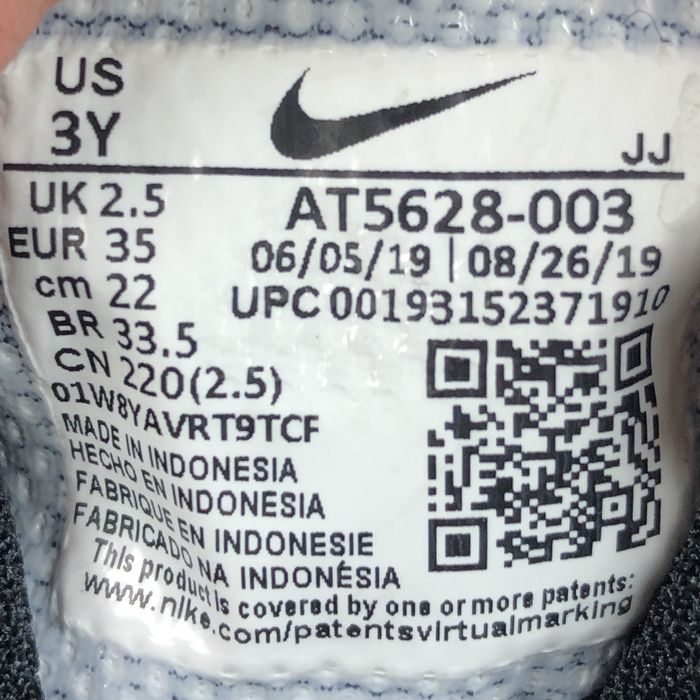 US
3Y
JJ
UK 2.5
EUR 35
cm 22
BR 33.5
CN 220(2.5)
AT5628-003
06/05/19 | 08/26/19
UPC 00193152371910
01W8YAVRT9TCF
MADE IN INDONESIA
HECHO EN INDONESIA
FABRIQUE EN INDONESIE
FABRICADO NA INDONÉSIA
This product is covered by one or more patents:
www.nike.com/patentsvirtualmarking